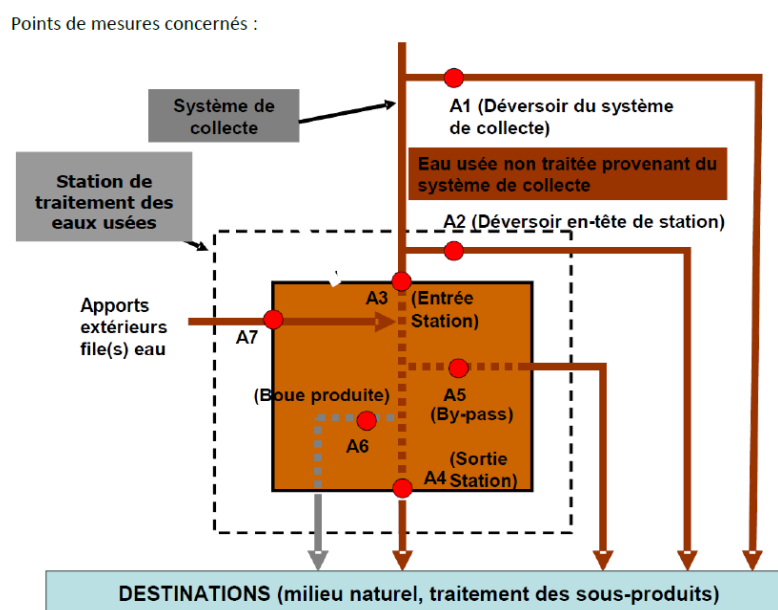 Points de mesures concernés :
Système de
collecte
A1 (Déversoir du système
de collecte)
Station de
traitement des
eaux usées
Eau usée non traitée provenant du
système de collecte
A2 (Déversoir en-tête de station)
Apports
extérieurs
file(s) eau
A7
A3 (Entrée
Station)
(Boue produite)
A6
A5
(By-pass)
A4 (Sortie
Station)
DESTINATIONS (milieu naturel, traitement des sous-produits)